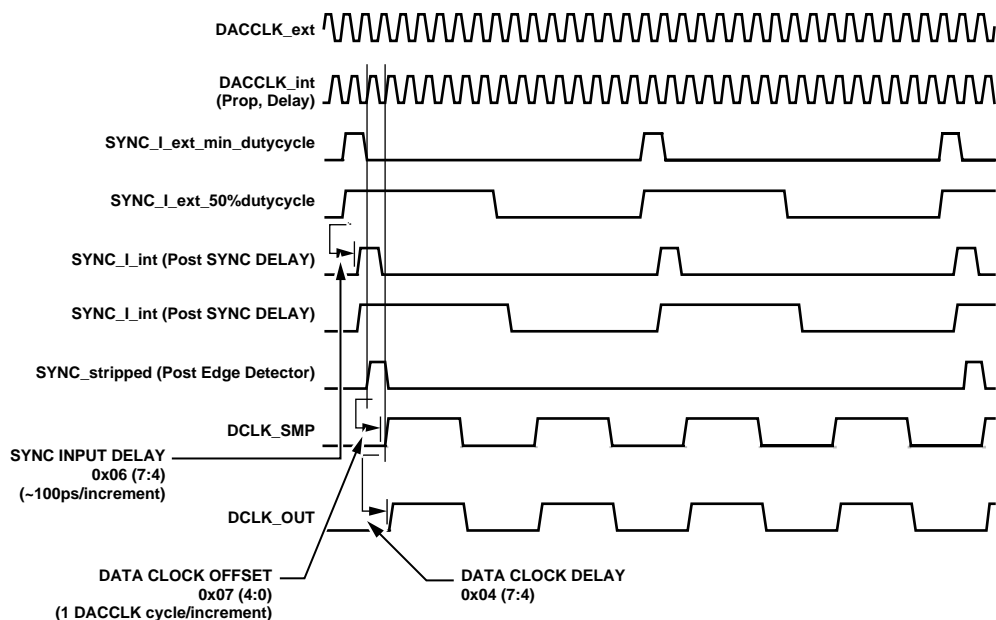 DACCLK_ext
DACCLK_int
(Prop, Delay)
SYNC_I_ext_min_dutycycle
SYNC_I_ext_50%dutycycle
SYNC_I_int (Post SYNC DELAY)
SYNC_I_int (Post SYNC DELAY)
SYNC_stripped (Post Edge Detector)
DCLK_SMP
SYNC INPUT DELAY
0x06 (7:4)
(~100ps/increment)
DCLK_OUT
DATA CLOCK OFFSET
0x07 (4:0)
(1 DACCLK cycle/increment)
DATA CLOCK DELAY
0x04 (7:4)